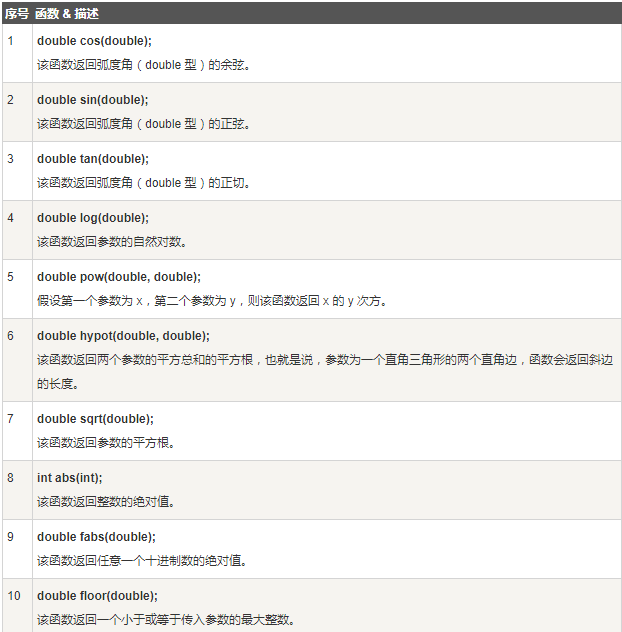 序号 函数 & 描述
1 double cos(double);
该函数返回弧度角（double 型）的余弦。
2 double sin(double);
该函数返回弧度角（double 型）的正弦。
3 double tan(double);
该函数返回弧度角（double 型）的正切。
4 double log(double);
该函数返回参数的自然对数。
5 double pow(double, double);
假设第一个参数为 x，第二个参数为 y，则该函数返回 x 的 y 次方。
6 double hypot(double, double);
该函数返回两个参数的平方总和的平方根，也就是说，参数为一个直角三角形的两个直角边，函数会返回斜边
的长度。
7 double sqrt(double);
该函数返回参数的平方根。
8 int abs(int);
该函数返回整数的绝对值。
9 double fabs(double);
该函数返回任意一个十进制数的绝对值。
10 double floor(double);
该函数返回一个小于或等于传入参数的最大整数。